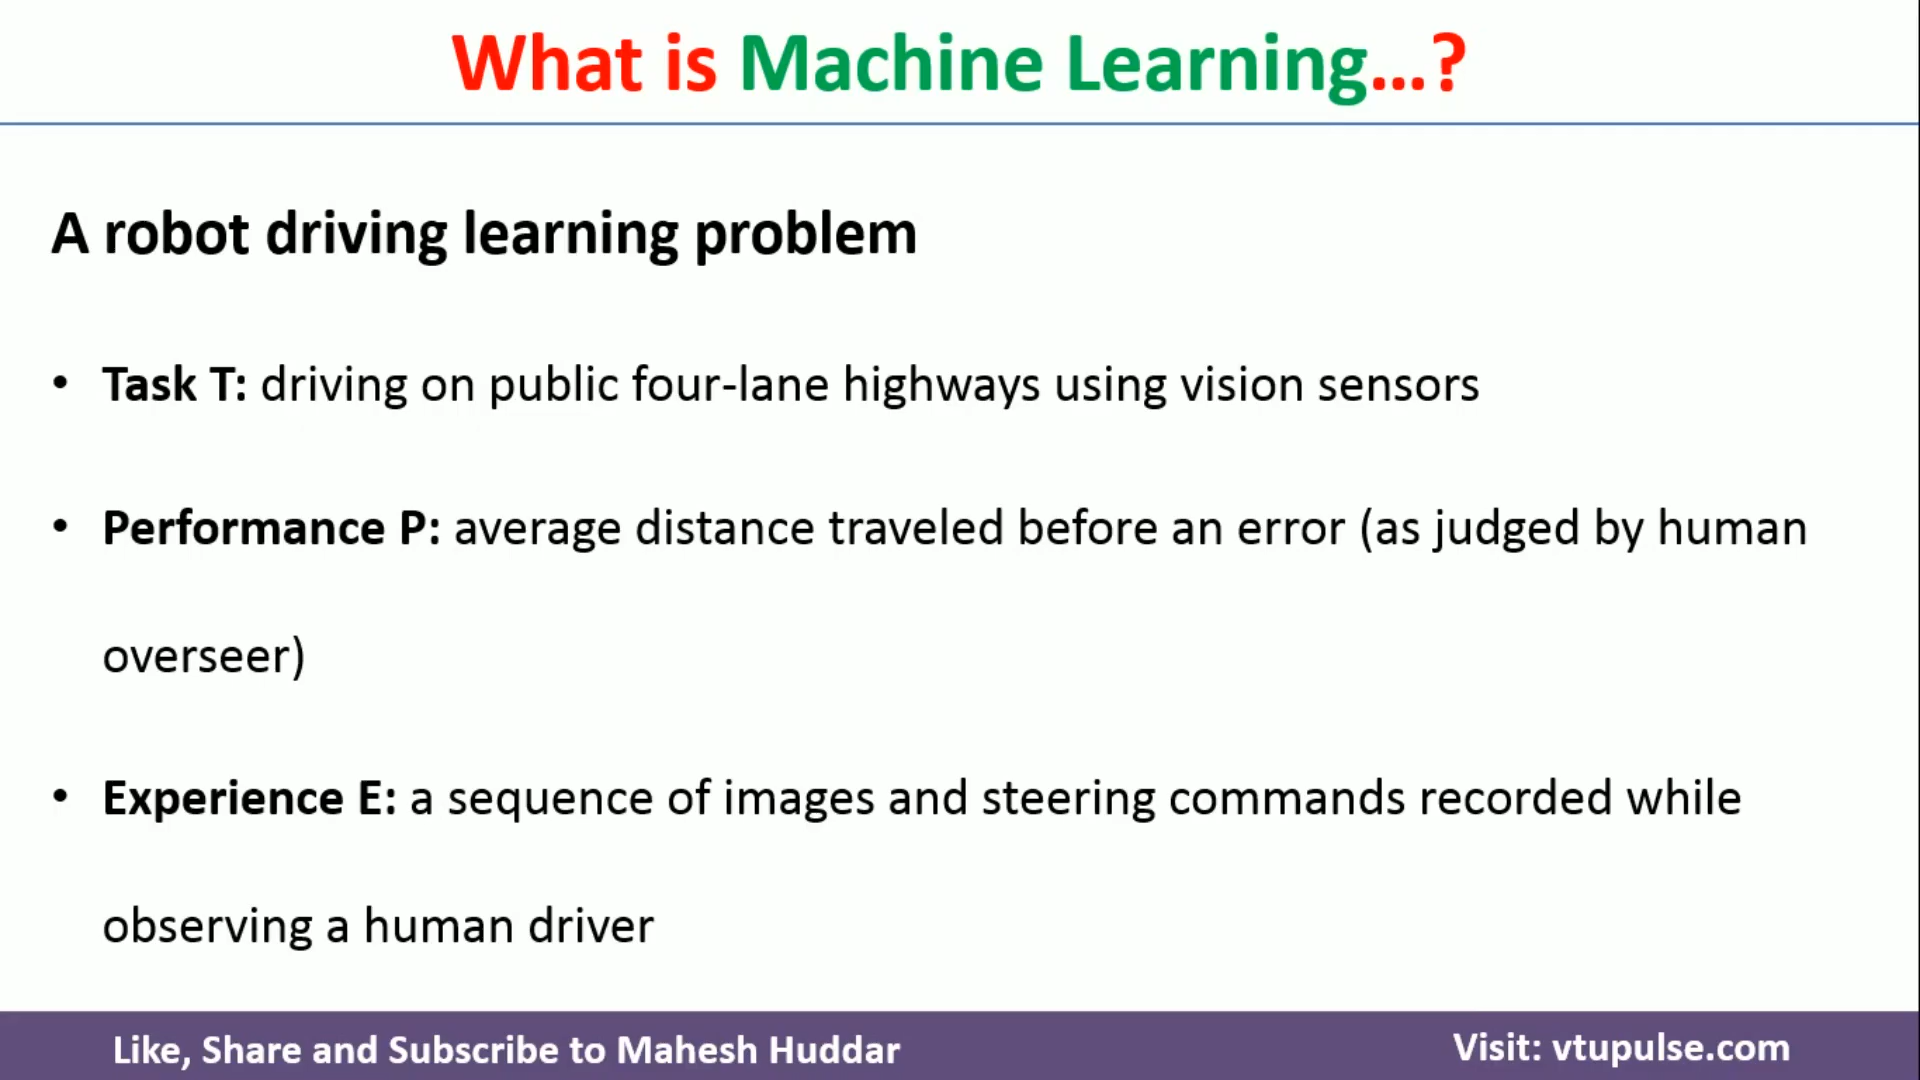 What is Machine Learning...?
A robot driving learning problem
• Task T: driving on public four-lane highways using vision sensors
• Performance P: average distance traveled before an error (as judged by human
overseer)
• Experience E: a sequence of images and steering commands recorded while
observing a human driver
Like, Share and Subscribe to Mahesh Huddar
Visit: vtupulse.com